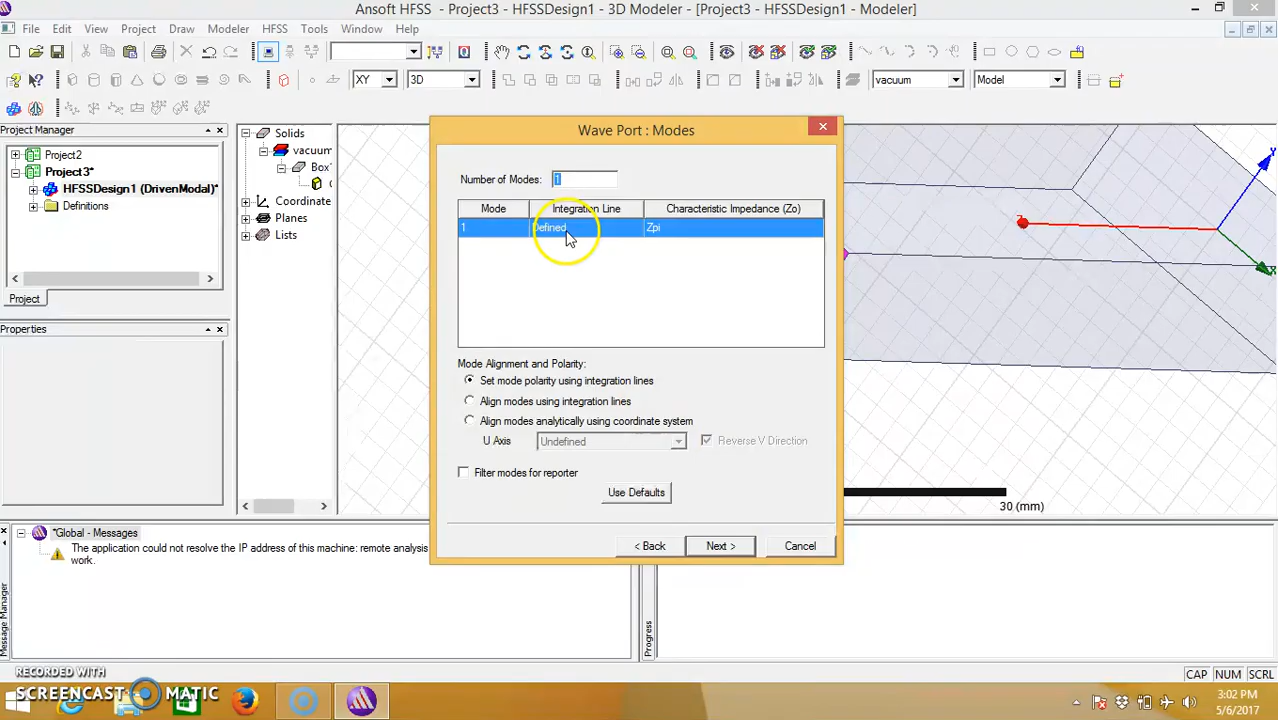 Ansoft HFSS - Project3 - HFSSDesign1 - 3D Modeler - [Project3 - HFSSDesign1 - Modeler]
File Edit View Project Draw Modeler HFSS Tools Window Help
XY 3D vacuum Model
Project Manager
Project2
Project3*
HFSSDesign1 (DrivenModal)*
Definitions
Project
Solids
vacuum
Box
Coordinate
Planes
Lists
Properties
Wave Port : Modes
Number of Modes: 1
Mode Integration Line Characteristic Impedance (Zo)
1 Defined Zpi
Mode Alignment and Polarity:
Set mode polarity using integration lines
Align modes using integration lines
Align modes analytically using coordinate system
U Axis Undefined Reverse V Direction
Filter modes for reporter
Use Defaults
< Back Next > Cancel
Z
Y
X
30 (mm)
*Global - Messages
The application could not resolve the IP address of this machine: remote analysis
work.
Message Manager
Progress
CAP NUM SCRL
RECORDED WITH
SCREENCAST MATIC
3:02 PM
5/6/2017